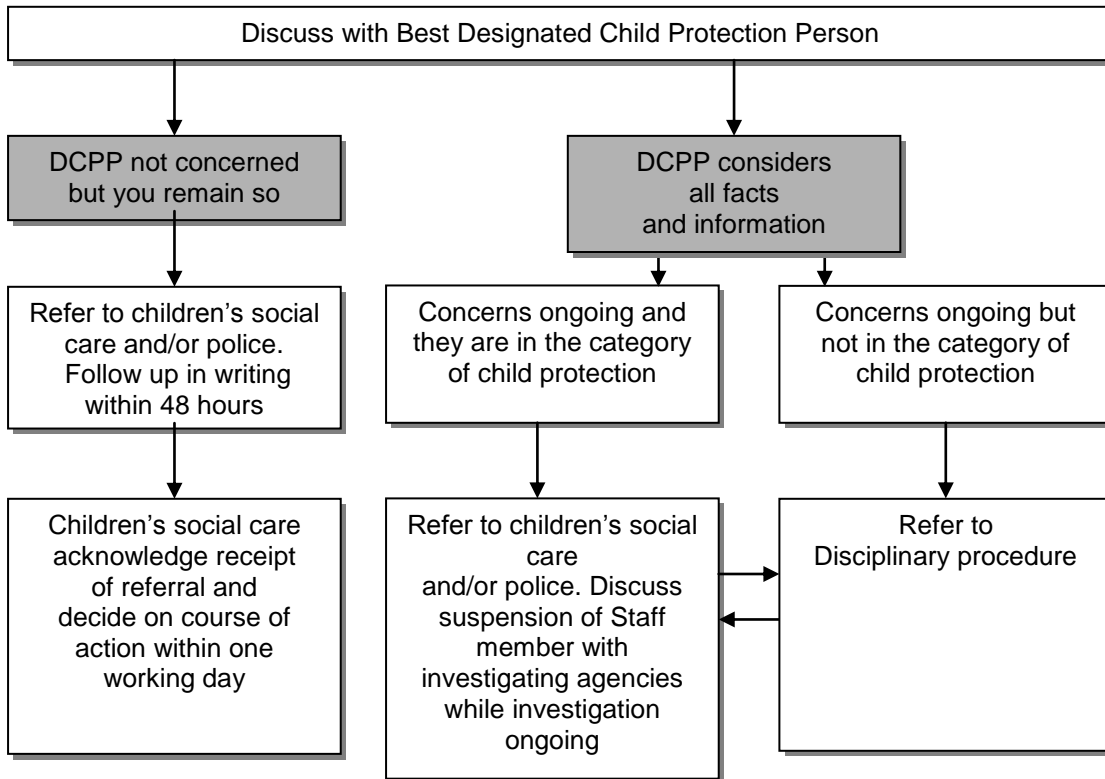 Discuss with Best Designated Child Protection Person
DCPP not concerned
but you remain so
DCPP considers
all facts
and information
Refer to children's social
care and/or police.
Follow up in writing
within 48 hours
Concerns ongoing and
they are in the category
of child protection
Concerns ongoing but
not in the category of
child protection
Children's social care
acknowledge receipt
of referral and
decide on course of
action within one
working day
Refer to children's social
care
and/or police. Discuss
suspension of Staff
member with
investigating agencies
while investigation
ongoing
Refer to
Disciplinary procedure